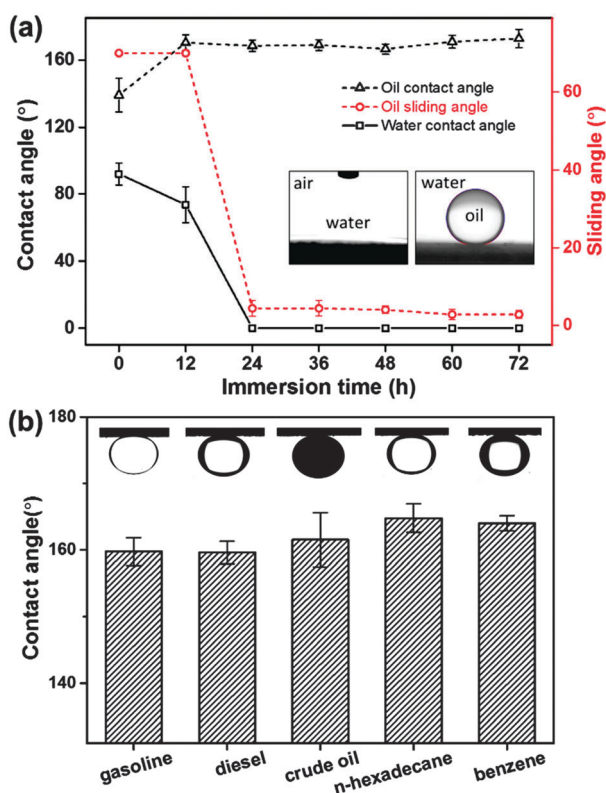 (a)
Contact angle (°)
160
120
80
40
0
Oil contact angle
Oil sliding angle
Water contact angle
air
water
water
oil
60
40
20
0
Sliding angle (°)
0 12 24 36 48 60 72
Immersion time (h)
(b)
Contact angle(°)
180
160
140
gasoline diesel crude oil n-hexadecane benzene